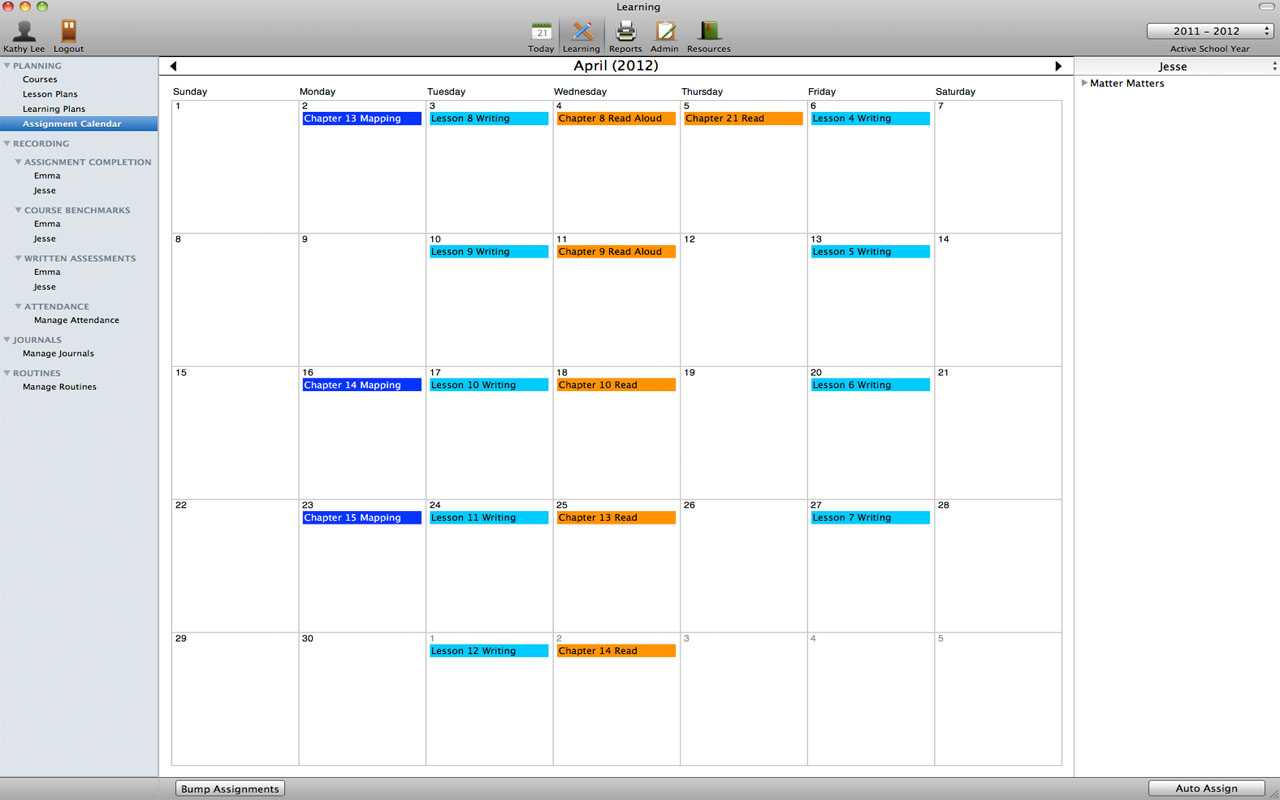 Learning
Kathy Lee
Logout
21
Today
Learning
Reports
Admin
Resources
2011 - 2012
Active School Year
PLANNING
Courses
Lesson Plans
Learning Plans
Assignment Calendar
RECORDING
ASSIGNMENT COMPLETION
Emma
Jesse
COURSE BENCHMARKS
Emma
Jesse
WRITTEN ASSESSMENTS
Emma
Jesse
ATTENDANCE
Manage Attendance
JOURNALS
Manage Journals
ROUTINES
Manage Routines
April (2012)
Sunday Monday Tuesday Wednesday Thursday Friday Saturday
1 2 3 4 5 6 7
Chapter 13 Mapping Lesson 8 Writing Chapter 8 Read Aloud Chapter 21 Read Lesson 4 Writing
8 9 10 11 12 13 14
Lesson 9 Writing Chapter 9 Read Aloud Lesson 5 Writing
15 16 17 18 19 20 21
Chapter 14 Mapping Lesson 10 Writing Chapter 10 Read Lesson 6 Writing
22 23 24 25 26 27 28
Chapter 15 Mapping Lesson 11 Writing Chapter 13 Read Lesson 7 Writing
29 30 1 2 3 4 5
Lesson 12 Writing Chapter 14 Read
Jesse
Matter Matters
Bump Assignments
Auto Assign